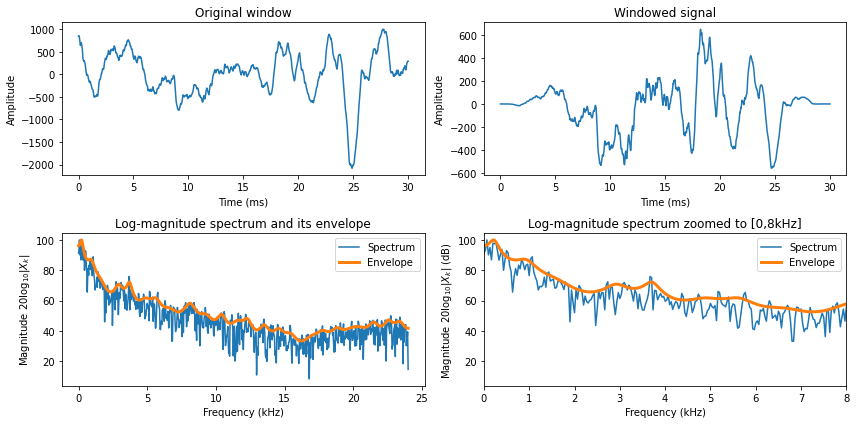 Original window
1000
500
0
-500
-1000
-1500
-2000
Amplitude
0 5 10 15 20 25 30
Time (ms)
Windowed signal
600
400
200
0
-200
-400
-600
Amplitude
0 5 10 15 20 25 30
Time (ms)
Log-magnitude spectrum and its envelope
100
80
60
40
20
Magnitude 20log₁₀|Xₖ|
Spectrum
Envelope
0 5 10 15 20 25
Frequency (kHz)
Log-magnitude spectrum zoomed to [0,8kHz]
100
80
60
40
20
Magnitude 20log₁₀|Xₖ| (dB)
Spectrum
Envelope
0 1 2 3 4 5 6 7 8
Frequency (kHz)